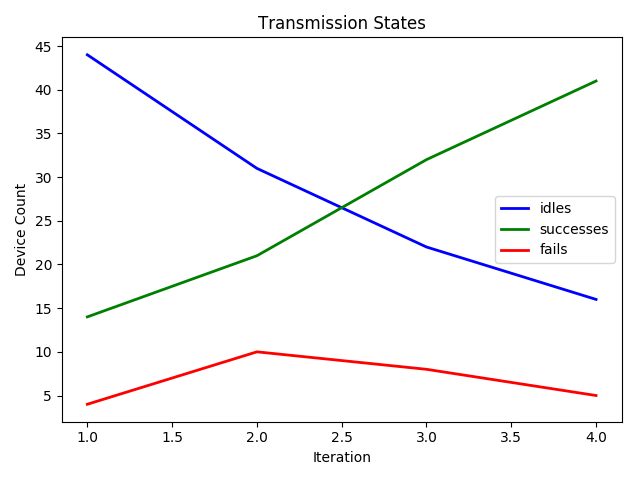 Transmission States
45
40
35
30
25
20
15
10
5
Device Count
idles
successes
fails
1.0 1.5 2.0 2.5 3.0 3.5 4.0
Iteration